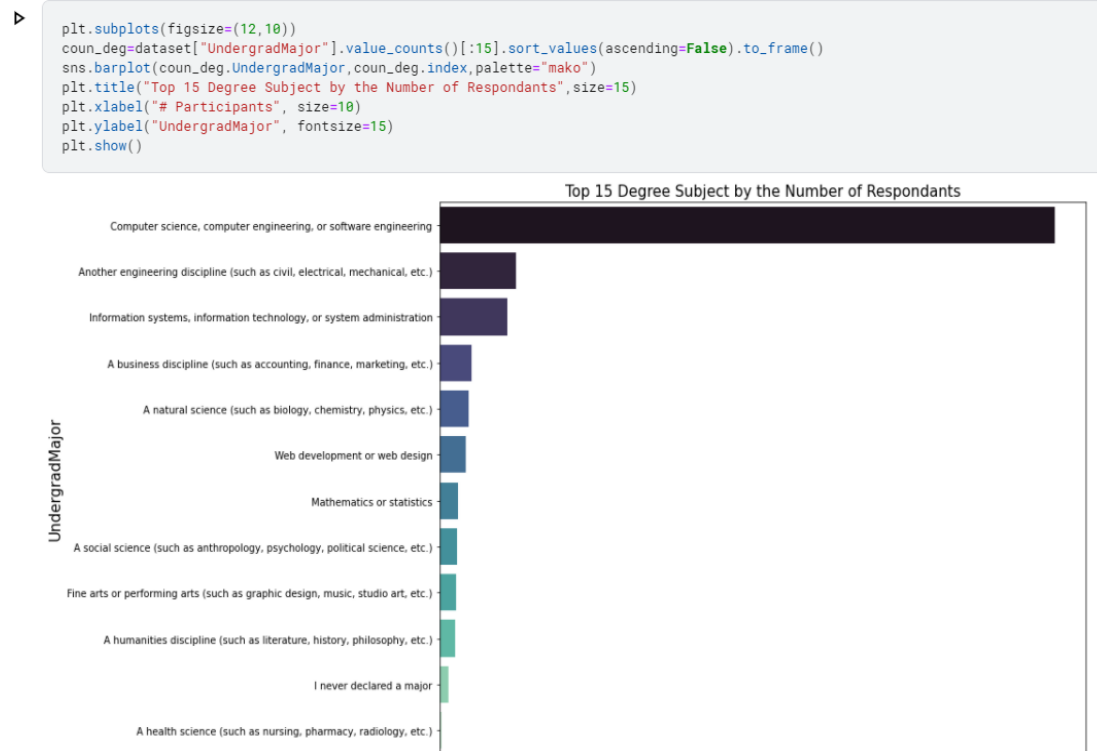 plt.subplots(figsize=(12,10))
coun_deg=dataset["UndergradMajor"].value_counts()[:15].sort_values(ascending=False).to_frame()
sns.barplot(coun_deg.UndergradMajor,coun_deg.index,palette="mako")
plt.title("Top 15 Degree Subject by the Number of Respondants",size=15)
plt.xlabel("# Participants", size=10)
plt.ylabel("UndergradMajor", fontsize=15)
plt.show()
Top 15 Degree Subject by the Number of Respondants
Computer science, computer engineering, or software engineering
Another engineering discipline (such as civil, electrical, mechanical, etc.)
Information systems, information technology, or system administration
A business discipline (such as accounting, finance, marketing, etc.)
A natural science (such as biology, chemistry, physics, etc.)
Web development or web design
Mathematics or statistics
A social science (such as anthropology, psychology, political science, etc.)
Fine arts or performing arts (such as graphic design, music, studio art, etc.)
A humanities discipline (such as literature, history, philosophy, etc.)
I never declared a major
A health science (such as nursing, pharmacy, radiology, etc.)
UndergradMajor